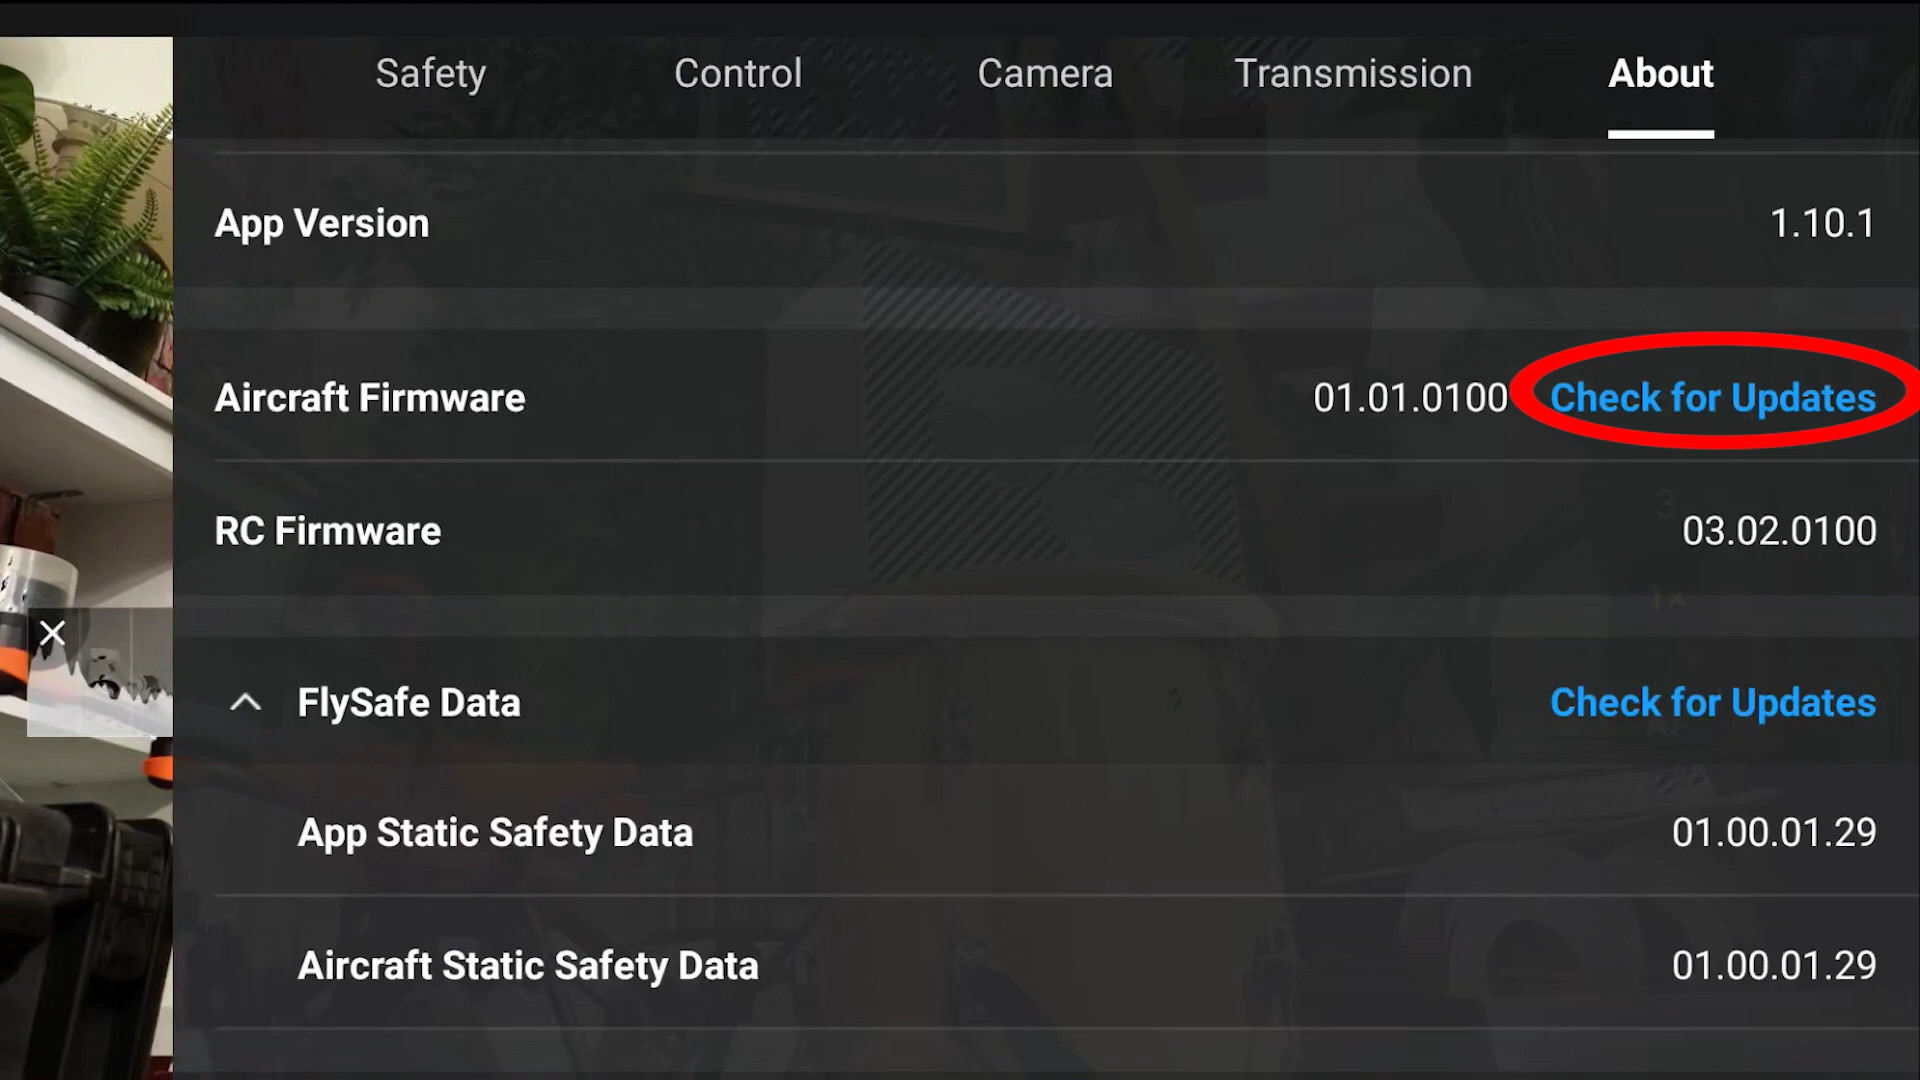 Safety Control Camera Transmission About
App Version 1.10.1
Aircraft Firmware 01.01.0100 Check for Updates
RC Firmware 03.02.0100
FlySafe Data Check for Updates
App Static Safety Data 01.00.01.29
Aircraft Static Safety Data 01.00.01.29